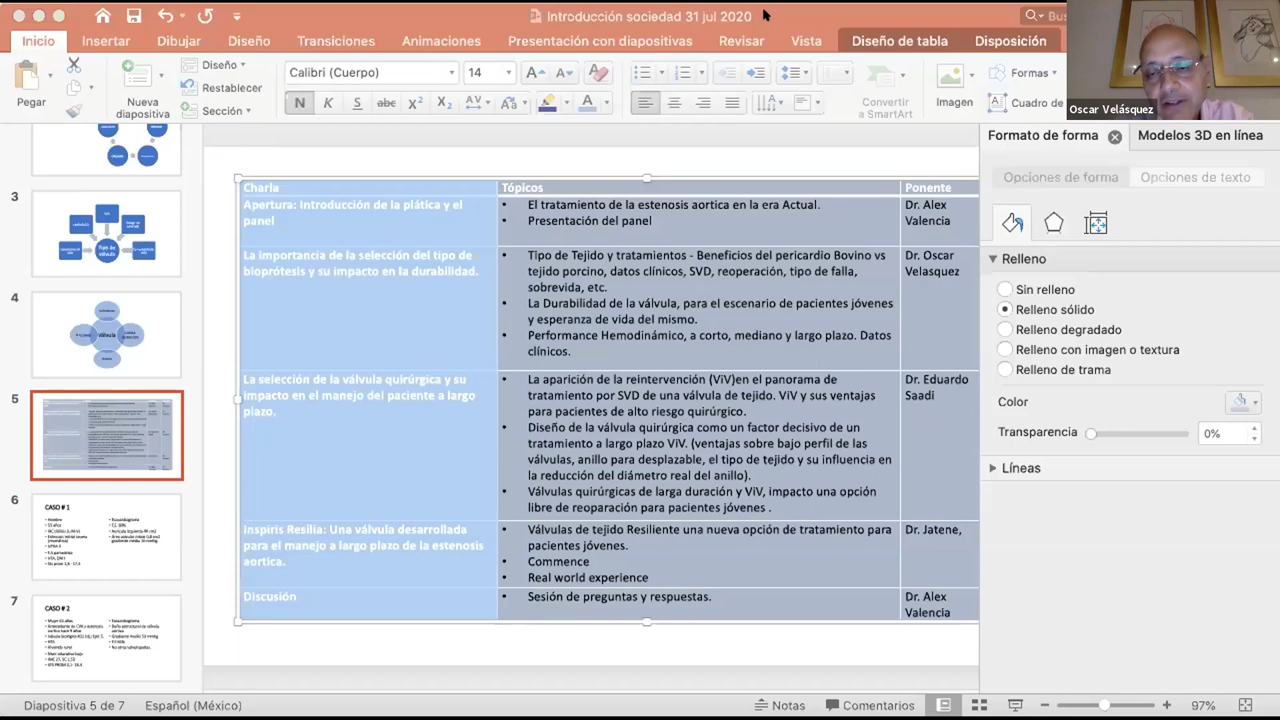 Introducción sociedad 31 jul 2020
Bus
Inicio
Insertar
Dibujar
Diseño
Transiciones
Animaciones
Presentación con diapositivas
Revisar
Vista
Diseño de tabla
Disposición
Pegar
Nueva
diapositiva
Diseño
Restablecer
Sección
Calibri (Cuerpo)
14
N K S abc X² X₂ AV Aa A
Convertir
a SmartArt
Imagen
Formas
Cuadro de
Oscar Velásquez
Formato de forma
Modelos 3D en línea
Opciones de forma
Opciones de texto
Relleno
Sin relleno
Relleno sólido
Relleno degradado
Relleno con imagen o textura
Relleno de trama
Color
Transparencia
0%
Líneas
3
Tipo de
válvula
4
Válvula
5
6
CASO # 1
7
CASO # 2
Charla
Tópicos
Ponente
Apertura: Introducción de la plática y el
panel
• El tratamiento de la estenosis aortica en la era Actual.
• Presentación del panel
Dr. Alex
Valencia
La importancia de la selección del tipo de
bioprótesis y su impacto en la durabilidad.
• Tipo de Tejido y tratamientos - Beneficios del pericardio Bovino vs
tejido porcino, datos clínicos, SVD, reoperación, tipo de falla,
sobrevida, etc.
• La Durabilidad de la válvula, para el escenario de pacientes jóvenes
y esperanza de vida del mismo.
• Performance Hemodinámico, a corto, mediano y largo plazo. Datos
clínicos.
Dr. Oscar
Velasquez
La selección de la válvula quirúrgica y su
impacto en el manejo del paciente a largo
plazo.
• La aparición de la reintervención (ViV)en el panorama de
tratamiento por SVD de una válvula de tejido. ViV y sus ventajas
para pacientes de alto riesgo quirúrgico.
• Diseño de la válvula quirúrgica como un factor decisivo de un
tratamiento a largo plazo ViV. (ventajas sobre bajo perfil de las
válvulas, anillo para desplazable, el tipo de tejido y su influencia en
la reducción del diámetro real del anillo).
• Válvulas quirúrgicas de larga duración y ViV, impacto una opción
libre de reoparación para pacientes jóvenes .
Dr. Eduardo
Saadi
Inspiris Resilia: Una válvula desarrollada
para el manejo a largo plazo de la estenosis
aortica.
• Válvulas de tejido Resiliente una nueva opción de tratamiento para
pacientes jóvenes.
Commence
• Real world experience
Dr. Jatene,
Discusión
• Sesión de preguntas y respuestas.
Dr. Alex
Valencia
Diapositiva 5 de 7
Español (México)
Notas
Comentarios
97%